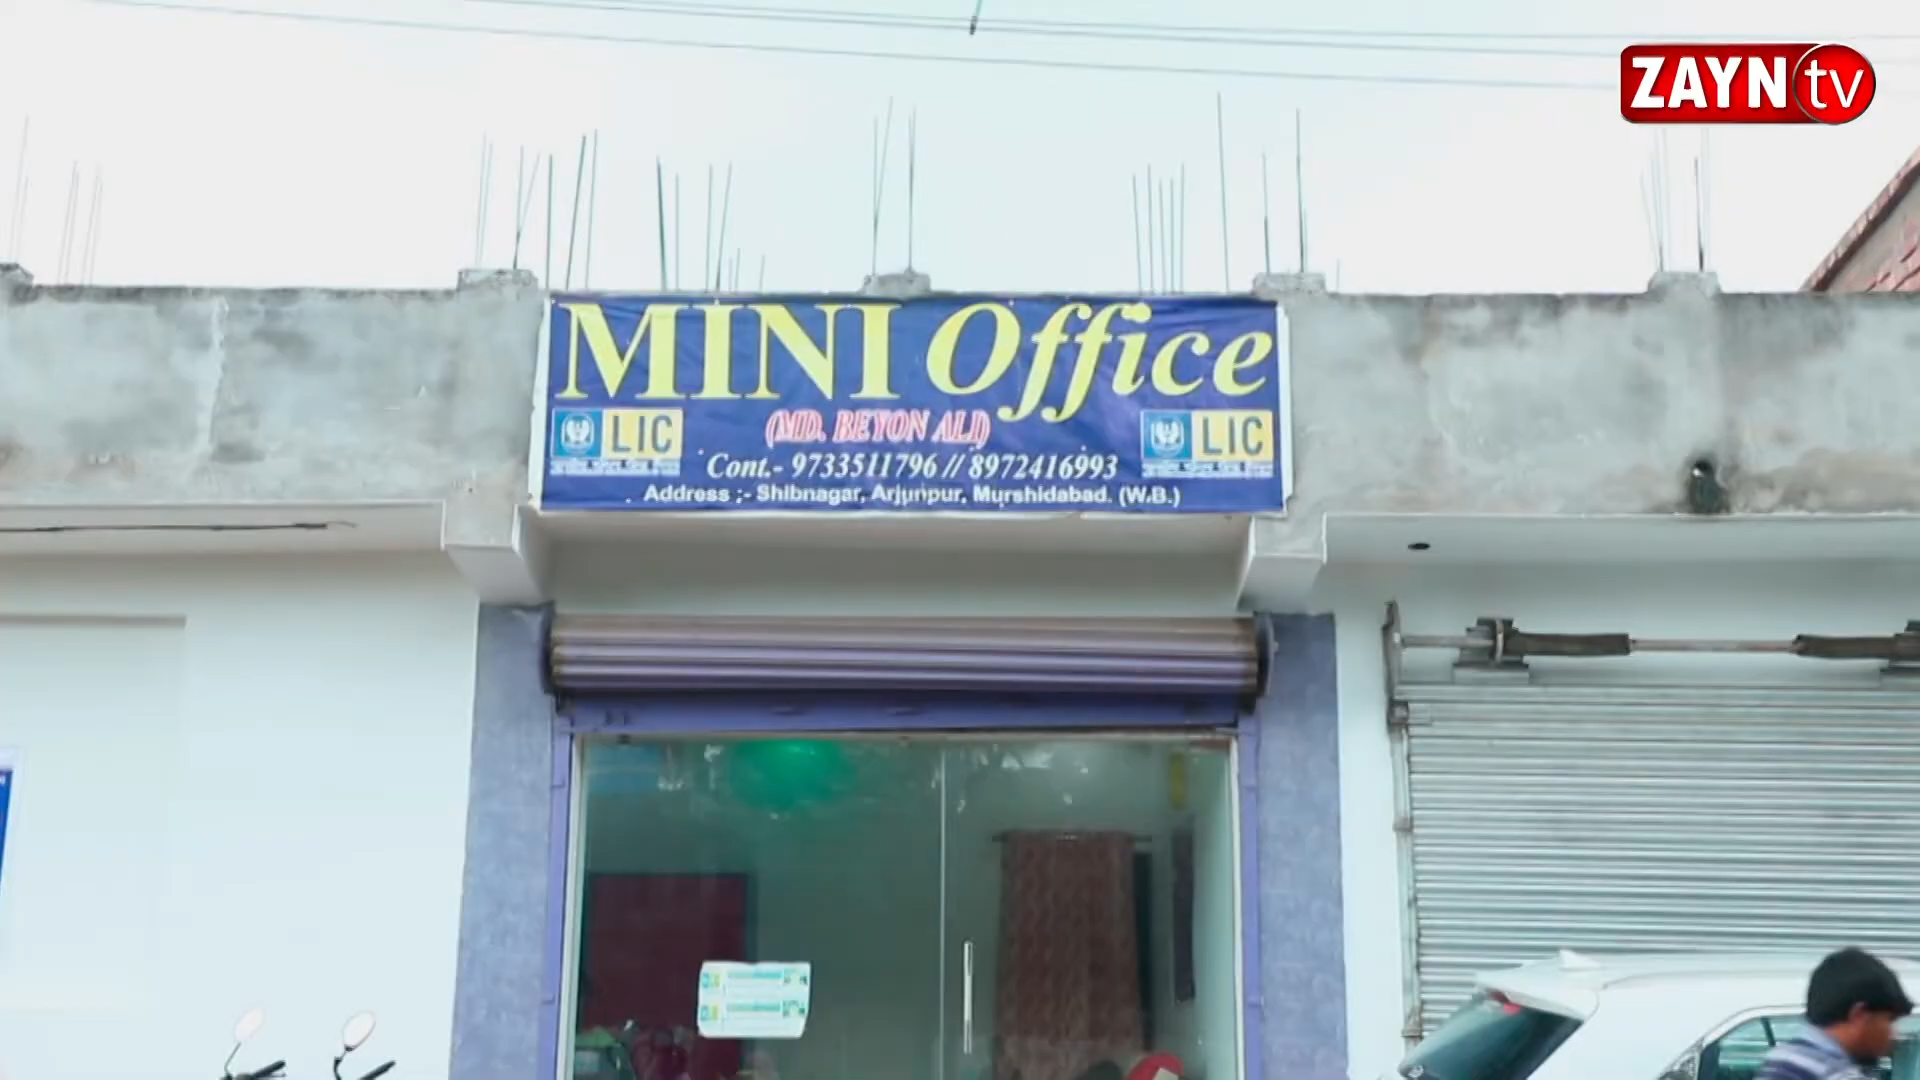 ZAYN tv
MINI Office
LIC
(MD. BEYON ALI)
LIC
Cont.- 9733511796 // 8972416993
Address :- Shibnagar, Arjunpur, Murshidabad. (W.B.)